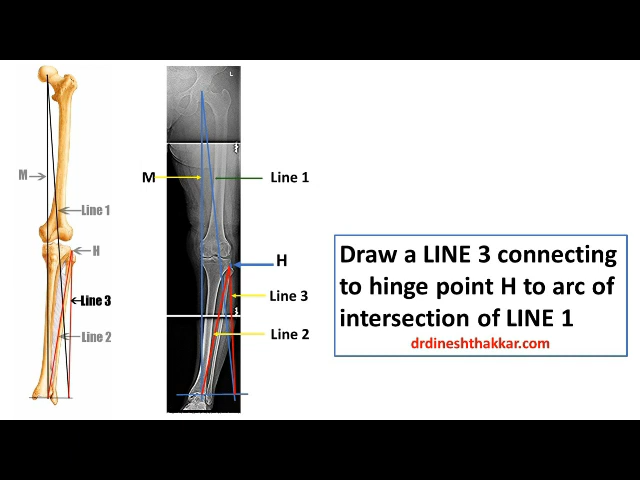 L
M
Line 1
H
Line 3
Line 2
M
Line 1
H
Line 3
Line 2
Draw a LINE 3 connecting
to hinge point H to arc of
intersection of LINE 1
drdineshthakkar.com